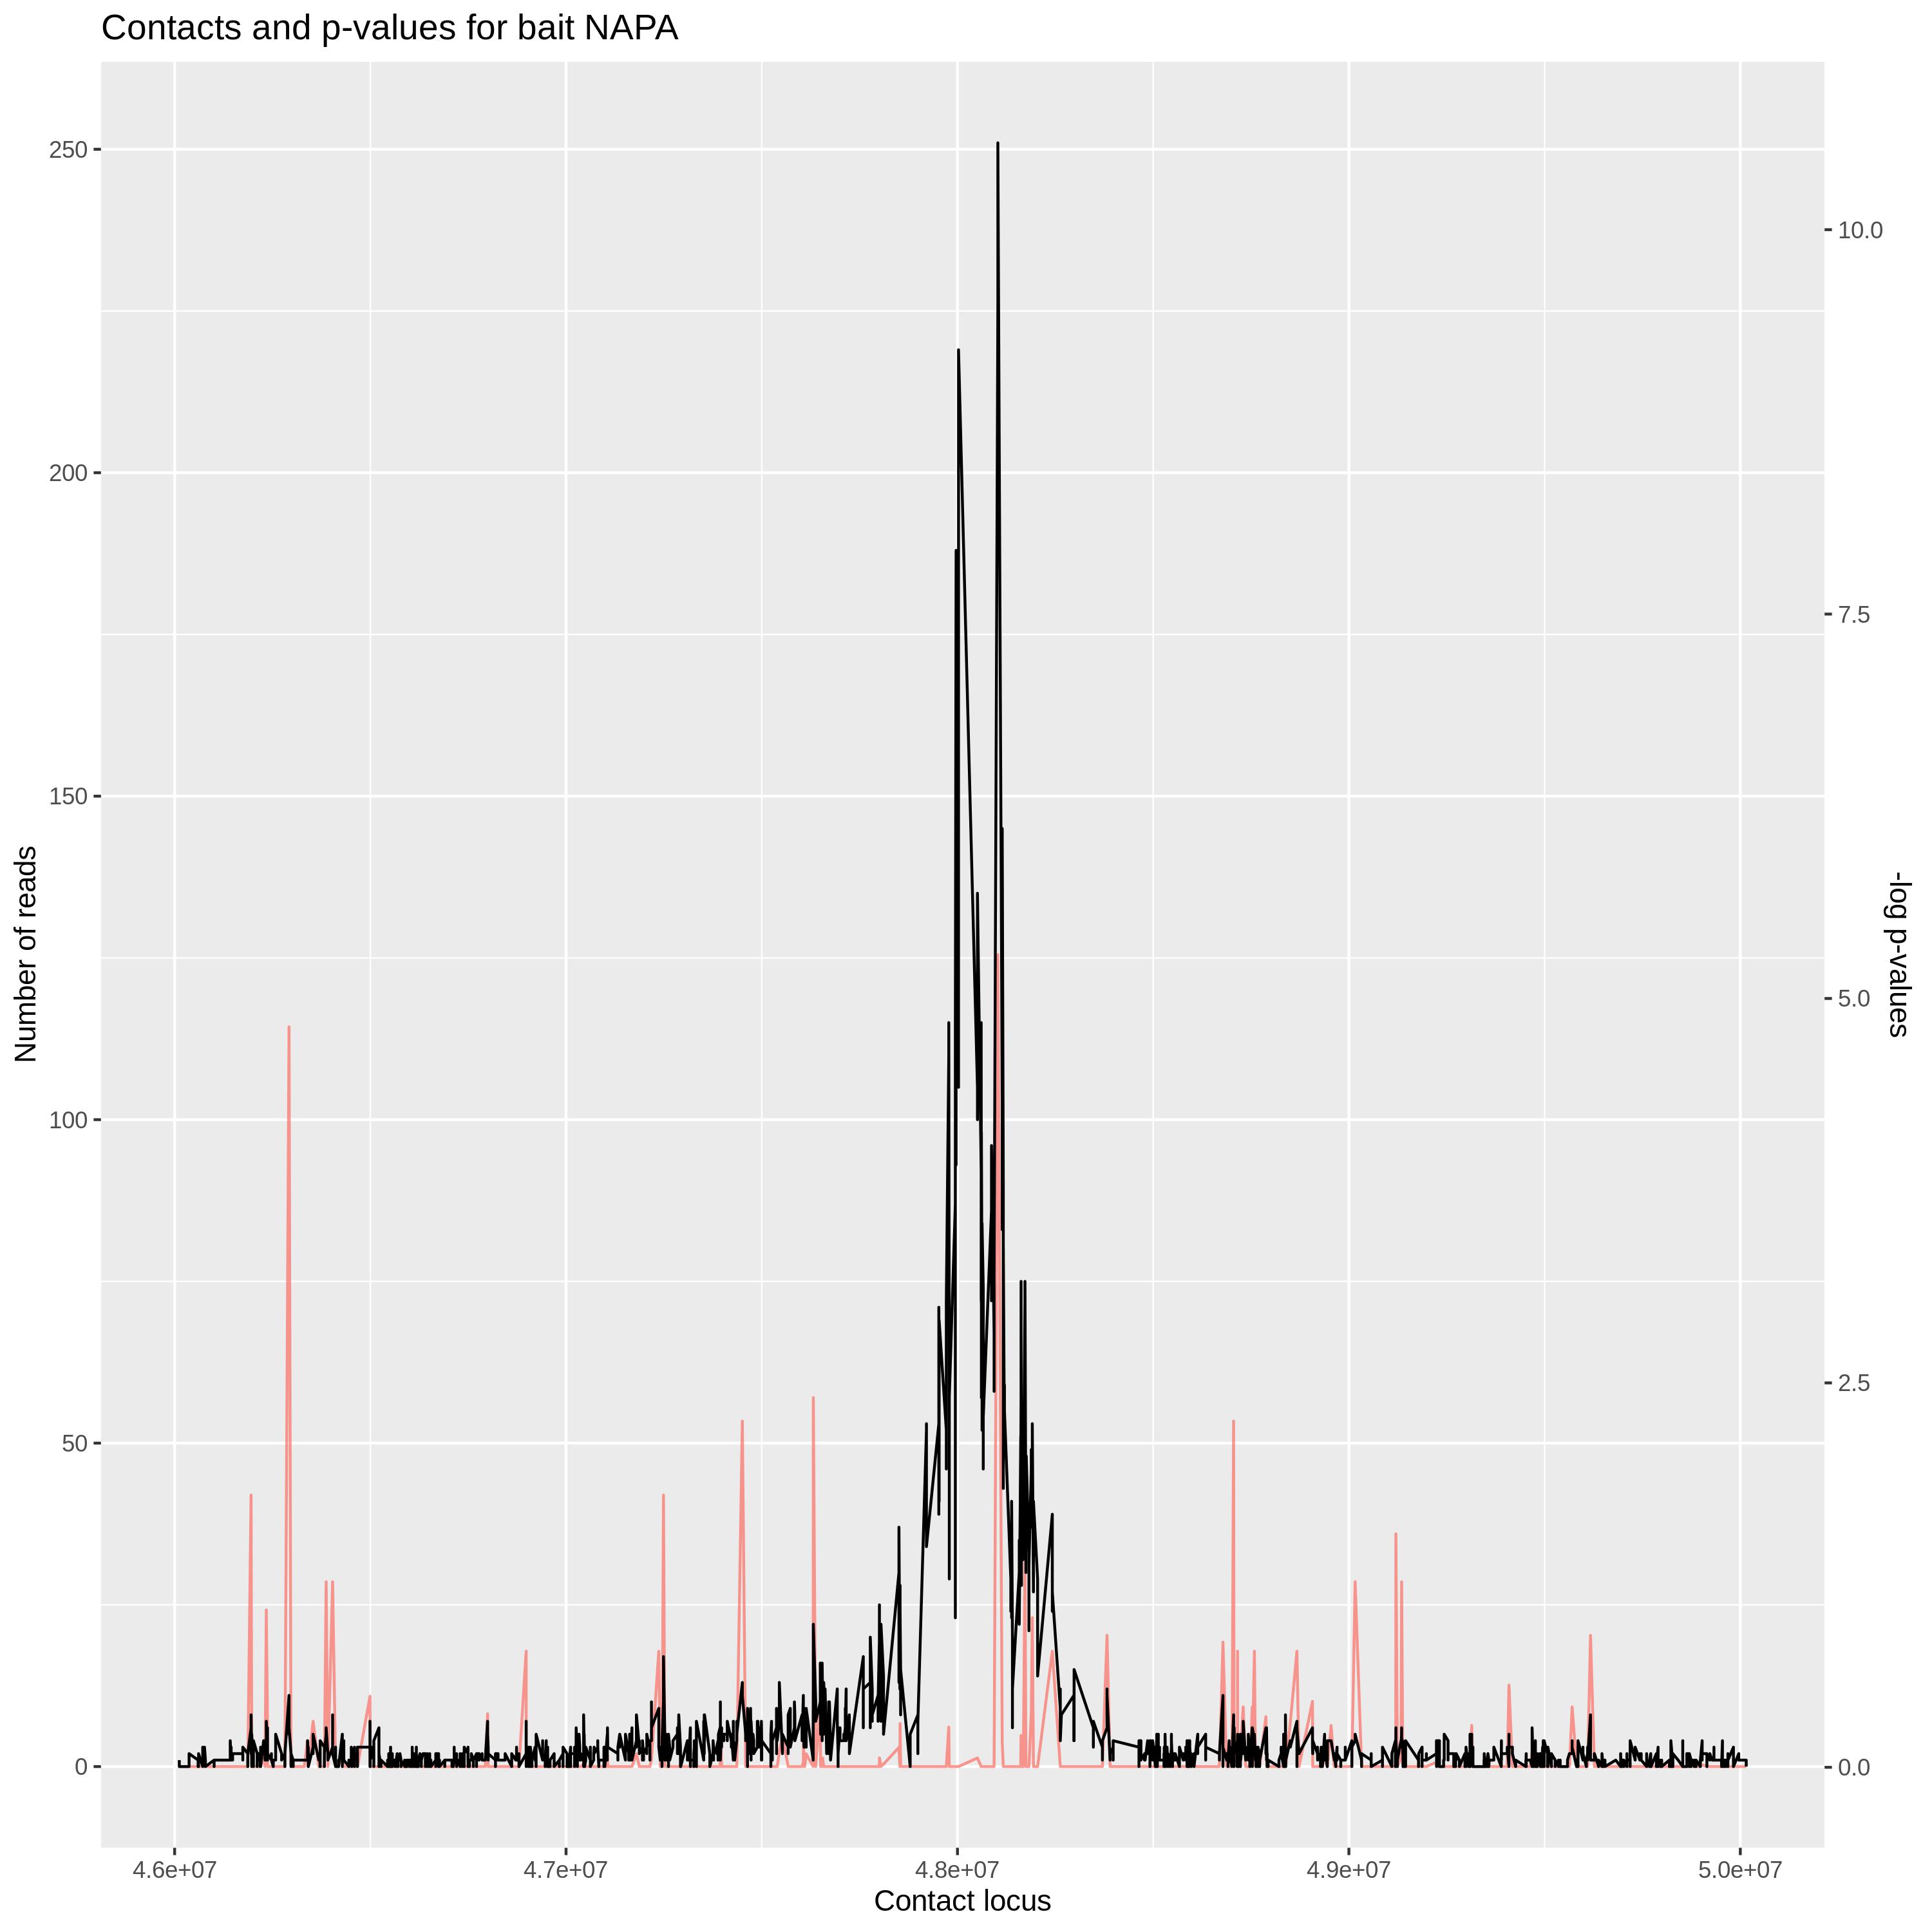 Contacts and p-values for bait NAPA
250
200
150
100
50
0
Number of reads
10.0
7.5
5.0
2.5
0.0
-log p-values
4.6e+07 4.7e+07 4.8e+07 4.9e+07 5.0e+07
Contact locus